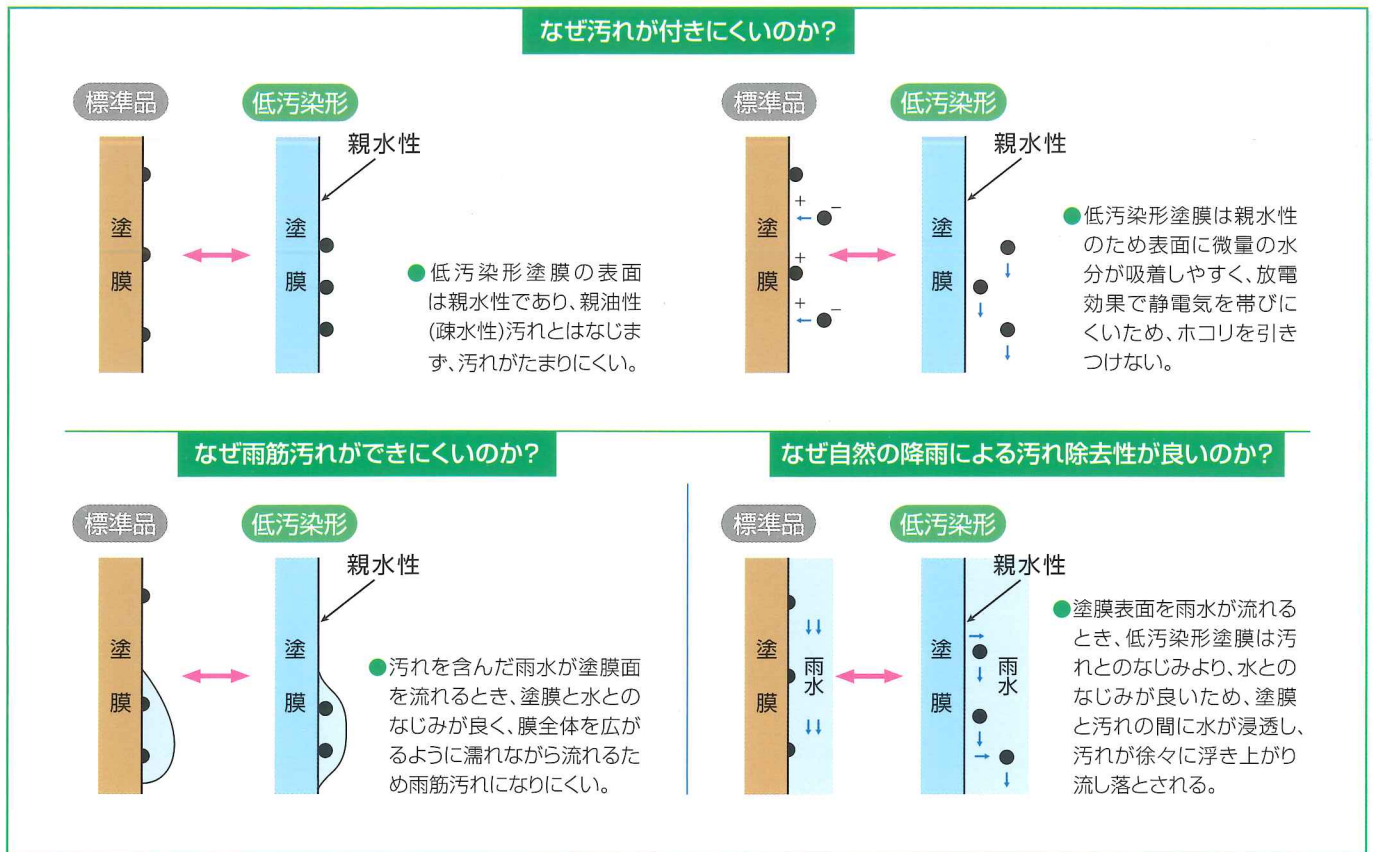 なぜ汚れが付きにくいのか?
標準品
低汚染形
親水性
塗膜
塗膜
●低汚染形塗膜の表面
は親水性であり、親油性
(疎水性)汚れとはなじま
ず、汚れがたまりにくい。
標準品
低汚染形
親水性
塗膜
+
−
+
+
−
塗膜
●低汚染形塗膜は親水性
のため表面に微量の水
分が吸着しやすく、放電
効果で静電気を帯びに
くいため、ホコリを引き
つけない。
なぜ雨筋汚れができにくいのか?
標準品
低汚染形
親水性
塗膜
塗膜
●汚れを含んだ雨水が塗膜面
を流れるとき、塗膜と水との
なじみが良く、膜全体を広が
るように濡れながら流れるた
め雨筋汚れになりにくい。
なぜ自然の降雨による汚れ除去性が良いのか?
標準品
低汚染形
親水性
塗膜
雨水
塗膜
雨水
●塗膜表面を雨水が流れる
とき、低汚染形塗膜は汚
れとのなじみより、水との
なじみが良いため、塗膜
と汚れの間に水が浸透し、
汚れが徐々に浮き上がり
流し落とされる。